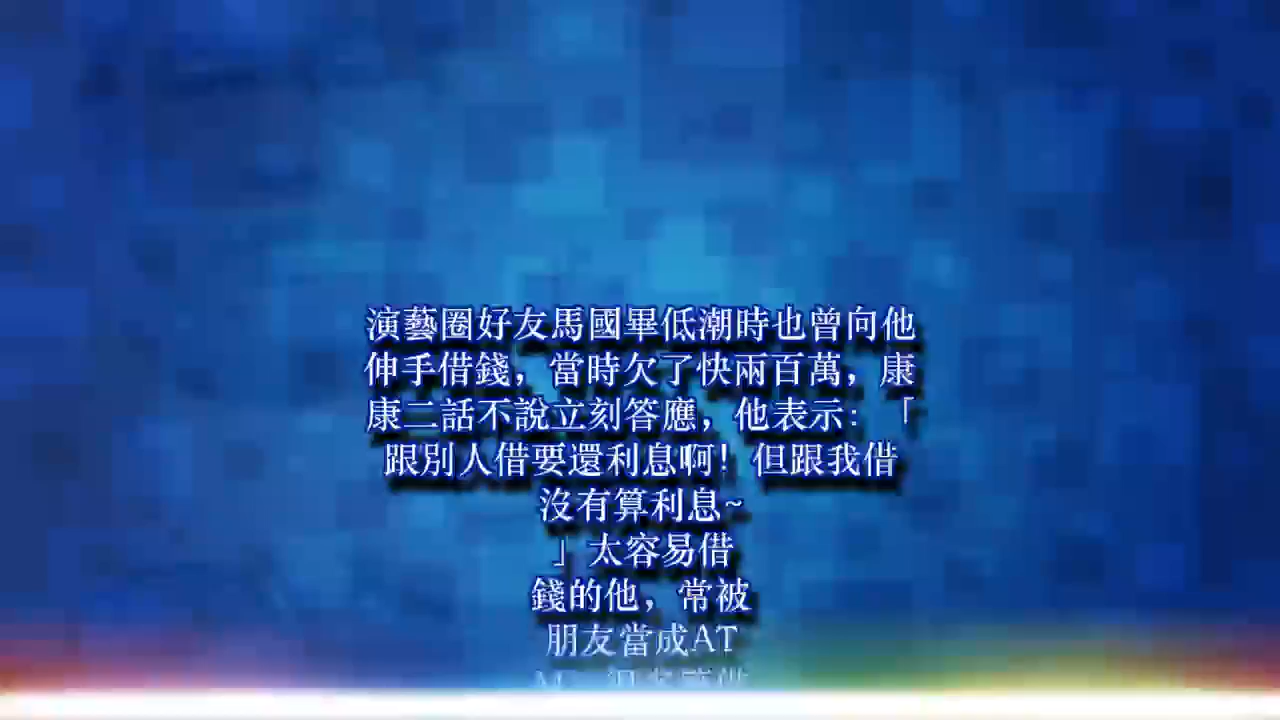 演藝圈好友馬國畢低潮時也曾向他
伸手借錢，當時欠了快兩百萬，康
康二話不說立刻答應，他表示：「
跟別人借要還利息啊！但跟我借
沒有算利息~
」太容易借
錢的他，常被
朋友當成AT